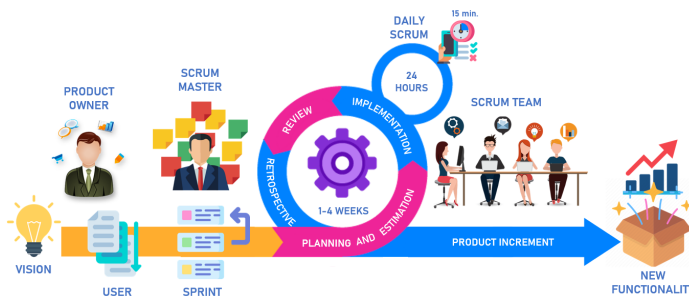 15 min.
DAILY
SCRUM
24
HOURS
SCRUM
MASTER
PRODUCT
OWNER
SCRUM TEAM
REVIEW
IMPLEMENTATION
RETROSPECTIVE
1-4 WEEKS
PLANNING AND ESTIMATION
PRODUCT INCREMENT
VISION
USER
SPRINT
NEW
FUNCTIONALIT